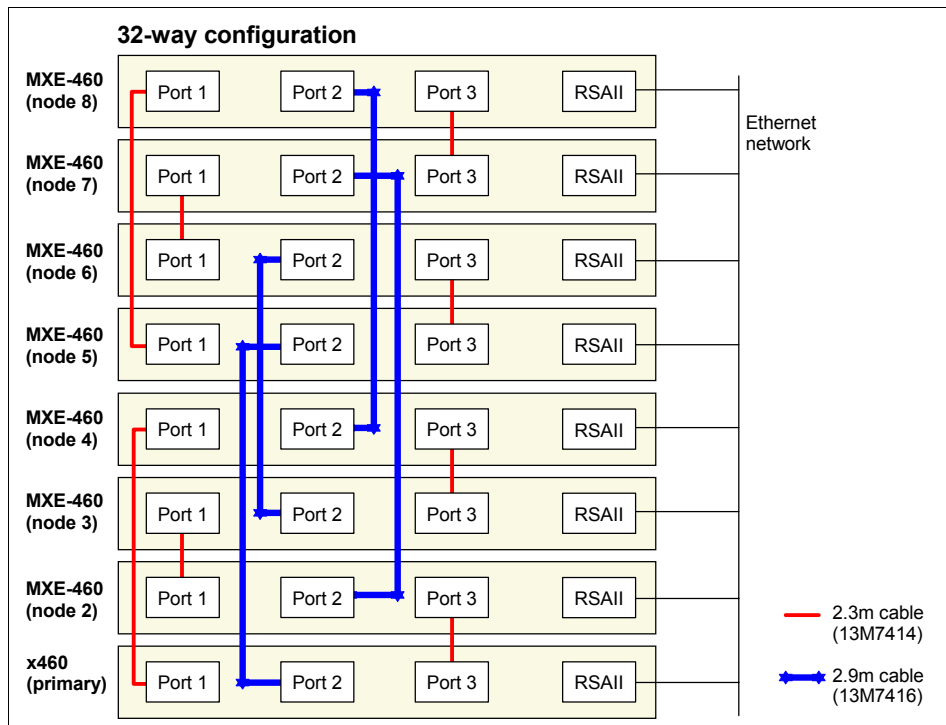 32-way configuration
MXE-460
(node 8)
Port 1
Port 2
Port 3
RSAII
Ethernet
network
MXE-460
(node 7)
Port 1
Port 2
Port 3
RSAII
MXE-460
(node 6)
Port 1
Port 2
Port 3
RSAII
MXE-460
(node 5)
Port 1
Port 2
Port 3
RSAII
MXE-460
(node 4)
Port 1
Port 2
Port 3
RSAII
MXE-460
(node 3)
Port 1
Port 2
Port 3
RSAII
MXE-460
(node 2)
Port 1
Port 2
Port 3
RSAII
x460
(primary)
Port 1
Port 2
Port 3
RSAII
2.3m cable
(13M7414)
2.9m cable
(13M7416)